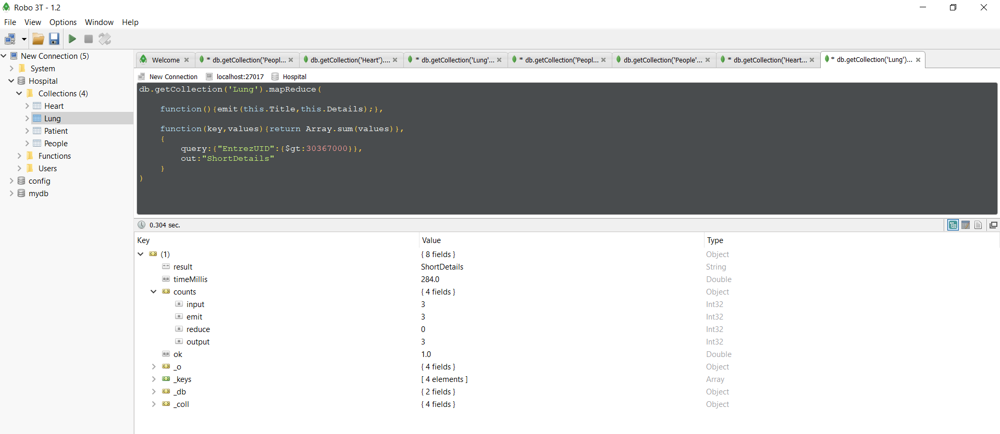 Robo 3T - 1.2
File View Options Window Help
New Connection (5)
System
Hospital
Collections (4)
Heart
Lung
Patient
People
Functions
Users
config
mydb
Welcome * db.getCollection('Peopl... db.getCollection('Heart').... * db.getCollection('Lung'... * db.getCollection('Peopl... db.getCollection('People'... * db.getCollection('Heart... * db.getCollection('Lung')...
New Connection localhost:27017 Hospital
db.getCollection('Lung').mapReduce(
function(){emit(this.Title,this.Details);},
function(key,values){return Array.sum(values)},
{
query:{"EntrezUID":{$gt:30367000}},
out:"ShortDetails"
}
)
0.304 sec.
Key Value Type
(1) { 8 fields } Object
result ShortDetails String
timeMillis 284.0 Double
counts { 4 fields } Object
input 3 Int32
emit 3 Int32
reduce 0 Int32
output 3 Int32
ok 1.0 Double
_o { 4 fields } Object
_keys [ 4 elements ] Array
_db { 2 fields } Object
_coll { 4 fields } Object